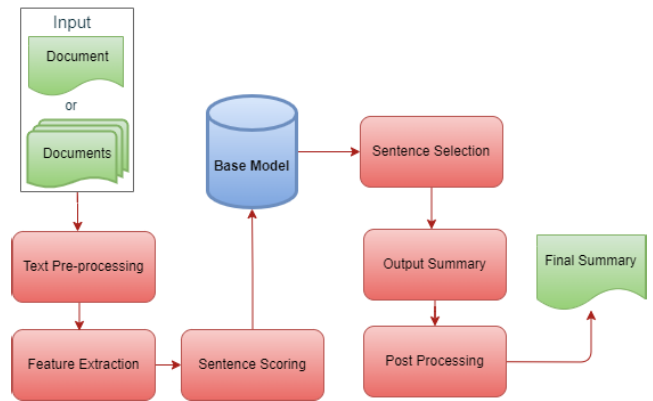 Input
Document
or
Documents
Text Pre-processing
Feature Extraction
Sentence Scoring
Base Model
Sentence Selection
Output Summary
Post Processing
Final Summary